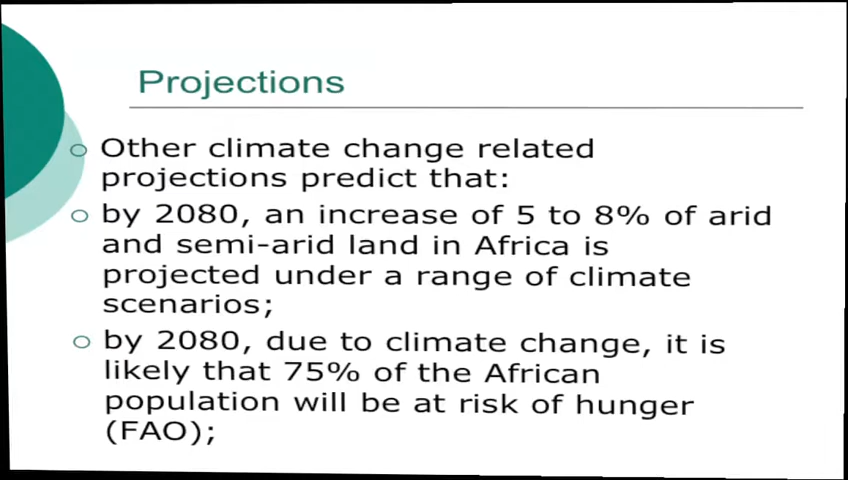 Projections
Other climate change related
projections predict that:
by 2080, an increase of 5 to 8% of arid
and semi-arid land in Africa is
projected under a range of climate
scenarios;
by 2080, due to climate change, it is
likely that 75% of the African
population will be at risk of hunger
(FAO);